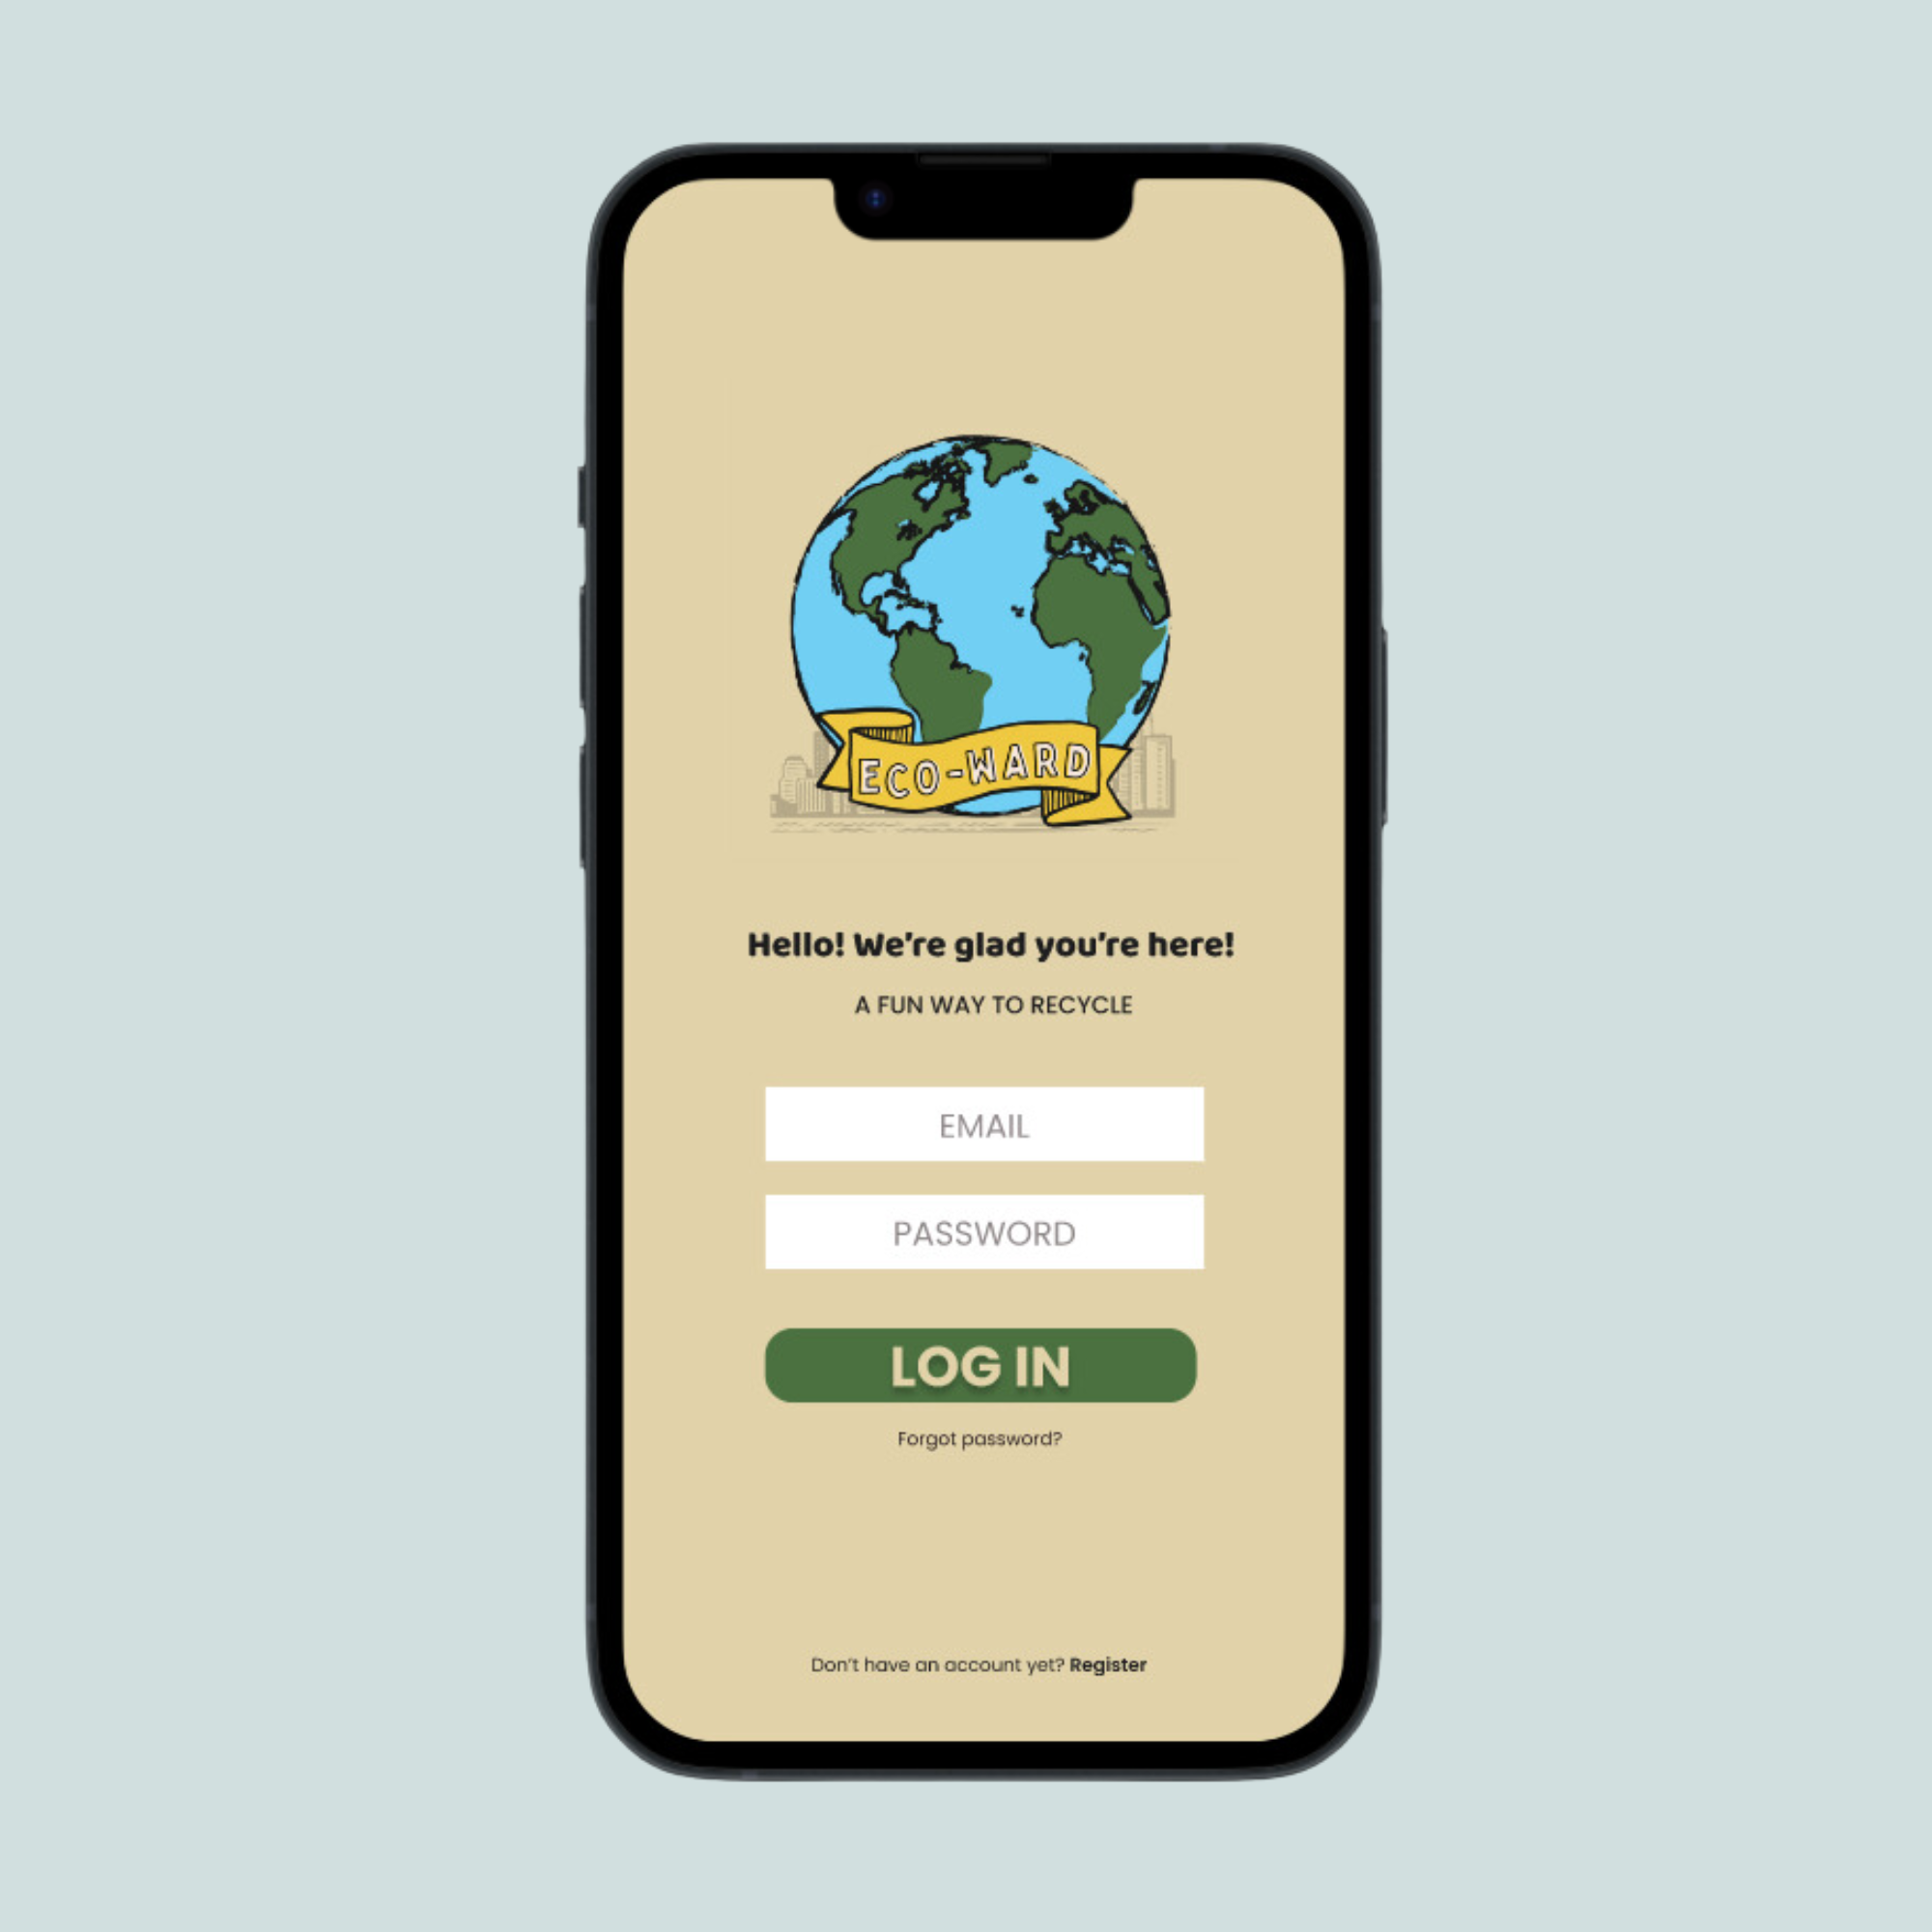 ECO-WARD
Hello! We're glad you're here!
A FUN WAY TO RECYCLE
EMAIL
PASSWORD
LOG IN
Forgot password?
Don't have an account yet? Register